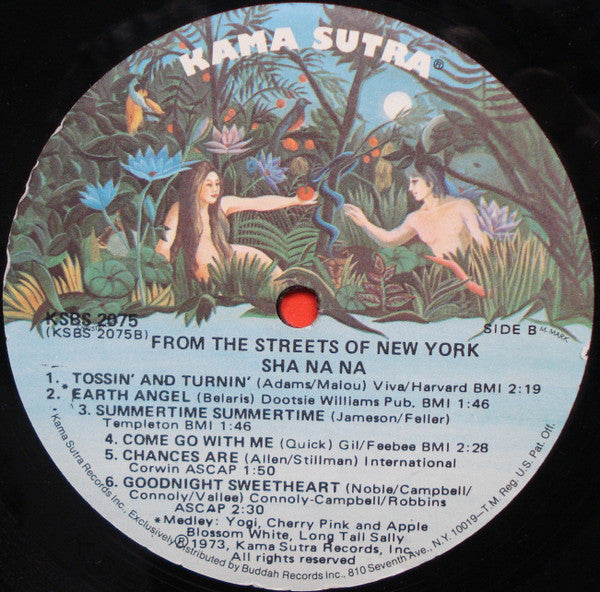 KAMA SUTRA®
KSBS 2075
(KSBS 2075B)
SIDE B M. MARK
FROM THE STREETS OF NEW YORK
SHA NA NA
1. TOSSIN' AND TURNIN' (Adams/Malou) Viva/Harvard BMI 2:19
2. *EARTH ANGEL (Belaris) Dootsie Williams Pub. BMI 1:46
3. SUMMERTIME SUMMERTIME (Jameson/Feller)
Templeton BMI 1:46
4. COME GO WITH ME (Quick) Gil/Feebee BMI 2:28
5. CHANCES ARE (Allen/Stillman) International
Corwin ASCAP 1:50
6. GOODNIGHT SWEETHEART (Noble/Campbell/
Connoly/Vallee) Connoly-Campbell/Robbins
ASCAP 2:30
*Medley: Yogi, Cherry Pink and Apple
Blossom White, Long Tall Sally
℗1973, Kama Sutra Records, Inc.
All rights reserved
Kama Sutra Records Inc., Exclusively Distributed by Buddah Records Inc., 810 Seventh Ave., N.Y. 10019—T.M. Reg. U.S. Pat. Off.